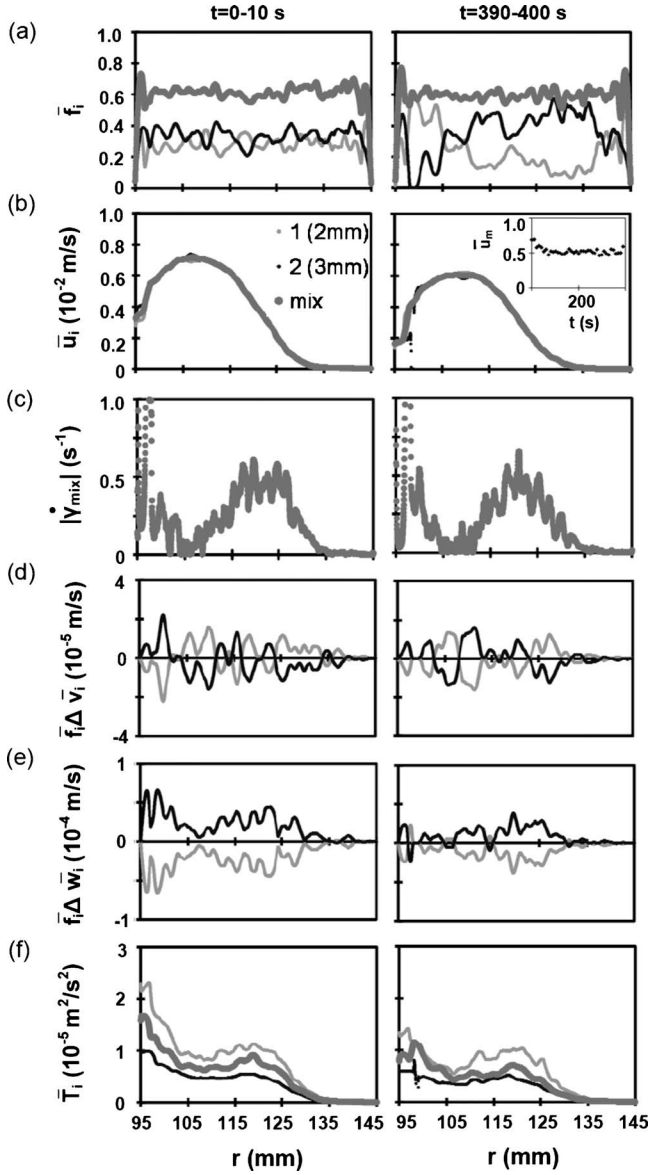 t=0-10 s
t=390-400 s
(a)
f̄i
1.0
0.8
0.6
0.4
0.2
0
(b)
ūi (10⁻² m/s)
1.0
0.8
0.6
0.4
0.2
0
1 (2mm)
2 (3mm)
mix
ūm
1.0
0.5
0
200
t (s)
(c)
|γ̇mix| (s⁻¹)
1.0
0.5
0
(d)
f̄iΔ v̄i (10⁻⁵ m/s)
4
0
-4
(e)
f̄iΔ w̄i (10⁻⁴ m/s)
1
0
-1
(f)
T̄i (10⁻⁵ m²/s²)
3
2
1
0
95 105 115 125 135 145
95 105 115 125 135 145
r (mm)
r (mm)